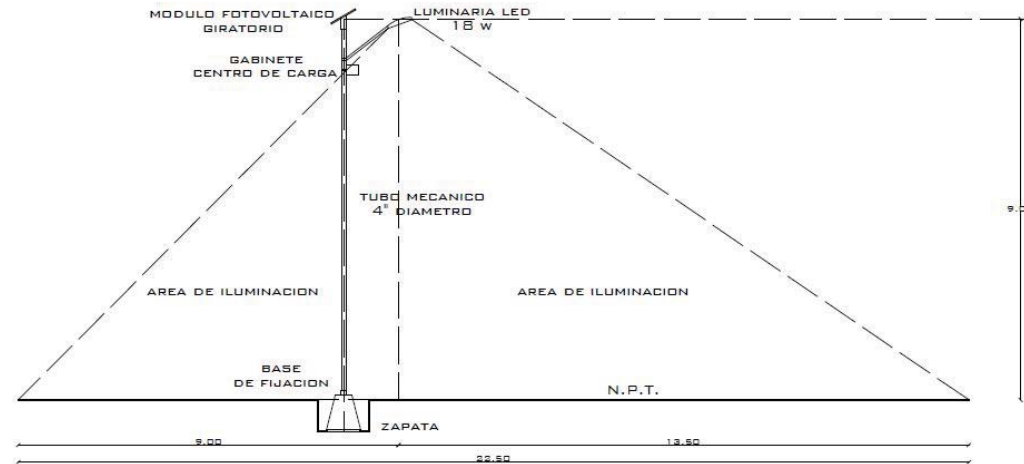 MODULO FOTOVOLTAICO
GIRATORIO
LUMINARIA LED
18 W
GABINETE
CENTRO DE CARGA
TUBO MECANICO
4" DIAMETRO
AREA DE ILUMINACION
AREA DE ILUMINACION
BASE
DE FIJACION
N.P.T.
ZAPATA
9.00
13.50
22.50